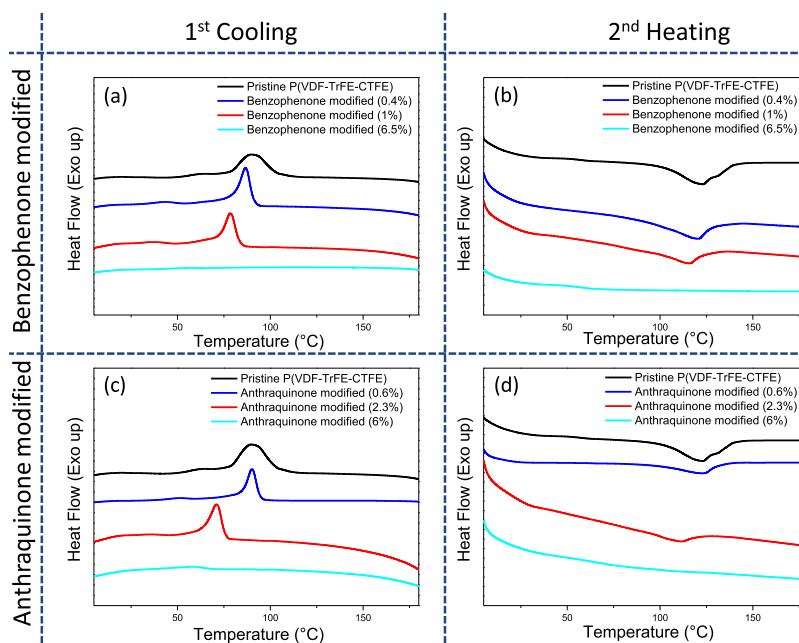 1st Cooling
2nd Heating
Benzophenone modified
(a)
Pristine P(VDF-TrFE-CTFE)
Benzophenone modified (0.4%)
Benzophenone modified (1%)
Benzophenone modified (6.5%)
Heat Flow (Exo up)
50
100
150
Temperature (°C)
(b)
Pristine P(VDF-TrFE-CTFE)
Benzophenone modified (0.4%)
Benzophenone modified (1%)
Benzophenone modified (6.5%)
Heat Flow (Exo up)
50
100
150
Temperature (°C)
Anthraquinone modified
(c)
Pristine P(VDF-TrFE-CTFE)
Anthraquinone modified (0.6%)
Anthraquinone modified (2.3%)
Anthraquinone modified (6%)
Heat Flow (Exo up)
50
100
150
Temperature (°C)
(d)
Pristine P(VDF-TrFE-CTFE)
Anthraquinone modified (0.6%)
Anthraquinone modified (2.3%)
Anthraquinone modified (6%)
Heat Flow (Exo up)
50
100
150
Temperature (°C)